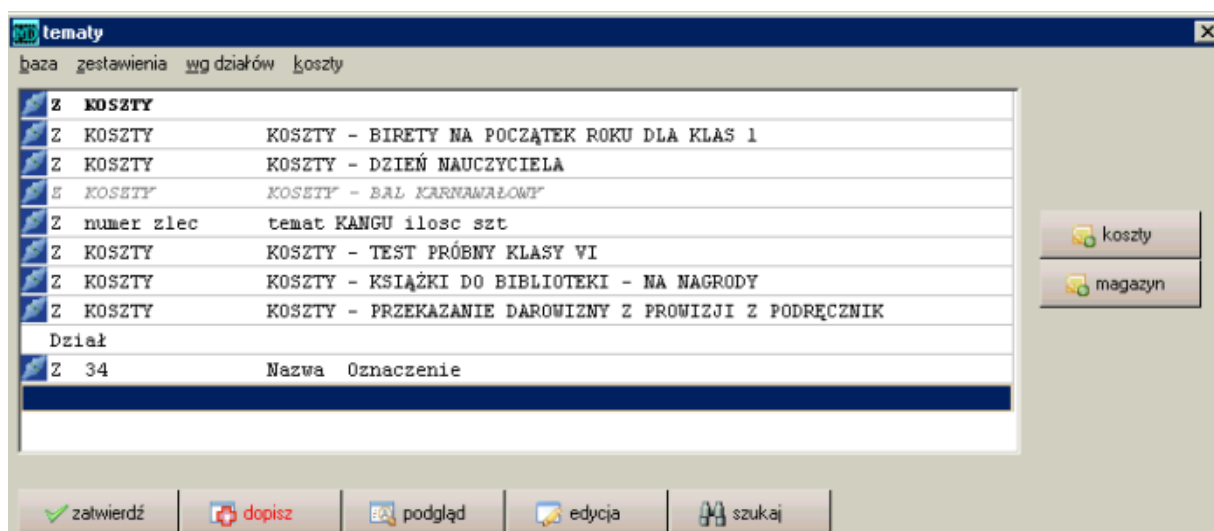 tematy
baza zestawienia wg działów koszty
Z KOSZTY
Z KOSZTY KOSZTY - BIRETY NA POCZĄTEK ROKU DLA KLAS 1
Z KOSZTY KOSZTY - DZIEŃ NAUCZYCIELA
Z KOSZTY KOSZTY - BAL KARNAWAŁOWY
Z numer zlec temat KANGU ilosc szt
Z KOSZTY KOSZTY - TEST PRÓBNY KLASY VI
Z KOSZTY KOSZTY - KSIĄŻKI DO BIBLIOTEKI - NA NAGRODY
Z KOSZTY KOSZTY - PRZEKAZANIE DAROWIZNY Z PROWIZJI Z PODRĘCZNIK
Dział
Z 34 Nazwa Oznaczenie
koszty
magazyn
zatwierdź dopisz podgląd edycja szukaj